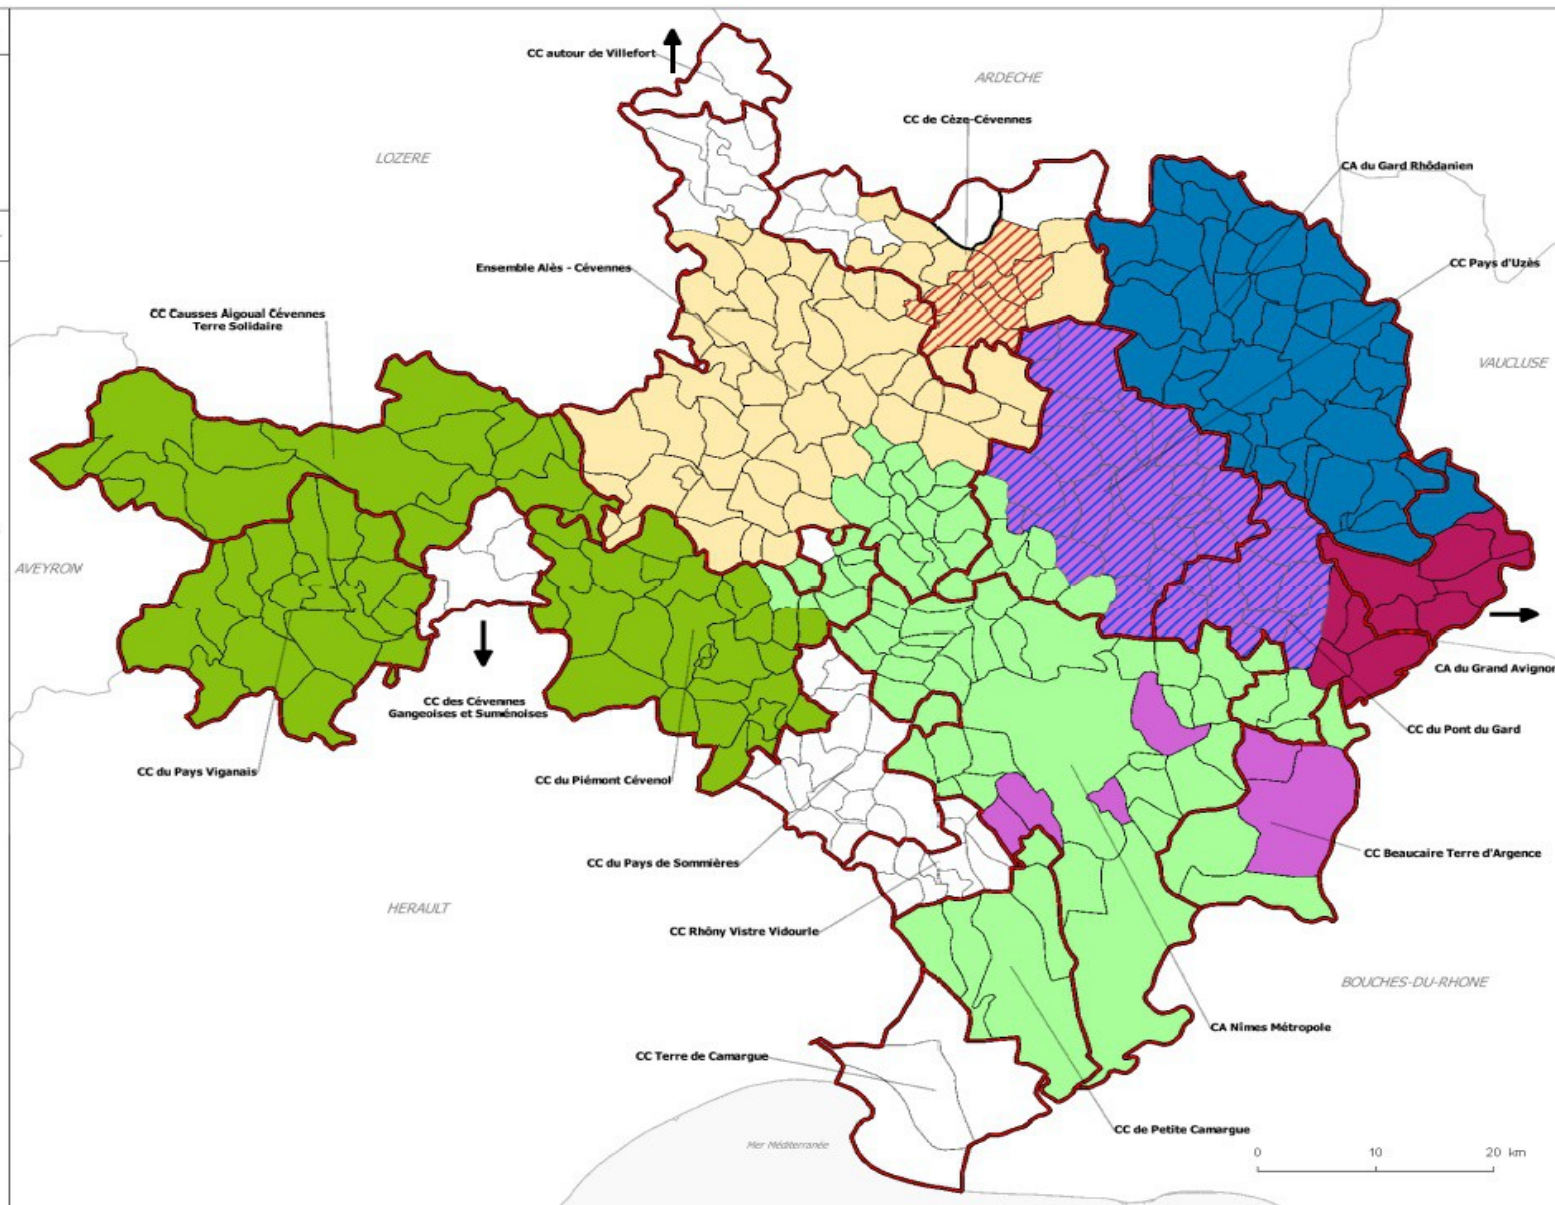 CC autour de Villefort
ARDECHE
CC de Cèze-Cévennes
LOZERE
CA du Gard Rhôdanien
CC Pays d'Uzès
Ensemble Alès - Cévennes
CC Causses Aigoual Cévennes
Terre Solidaire
VAUCLUSE
AVEYRON
CA du Grand Avignon
CC des Cévennes
Gangeoises et Suménoises
CC du Pont du Gard
CC du Pays Viganais
CC du Piémont Cévenol
CC Beaucaire Terre d'Argence
CC du Pays de Sommières
HERAULT
CC Rhôny Vistre Vidourle
BOUCHES-DU-RHONE
CA Nîmes Métropole
CC Terre de Camargue
CC de Petite Camargue
Mer Méditerranée
0 10 20 km